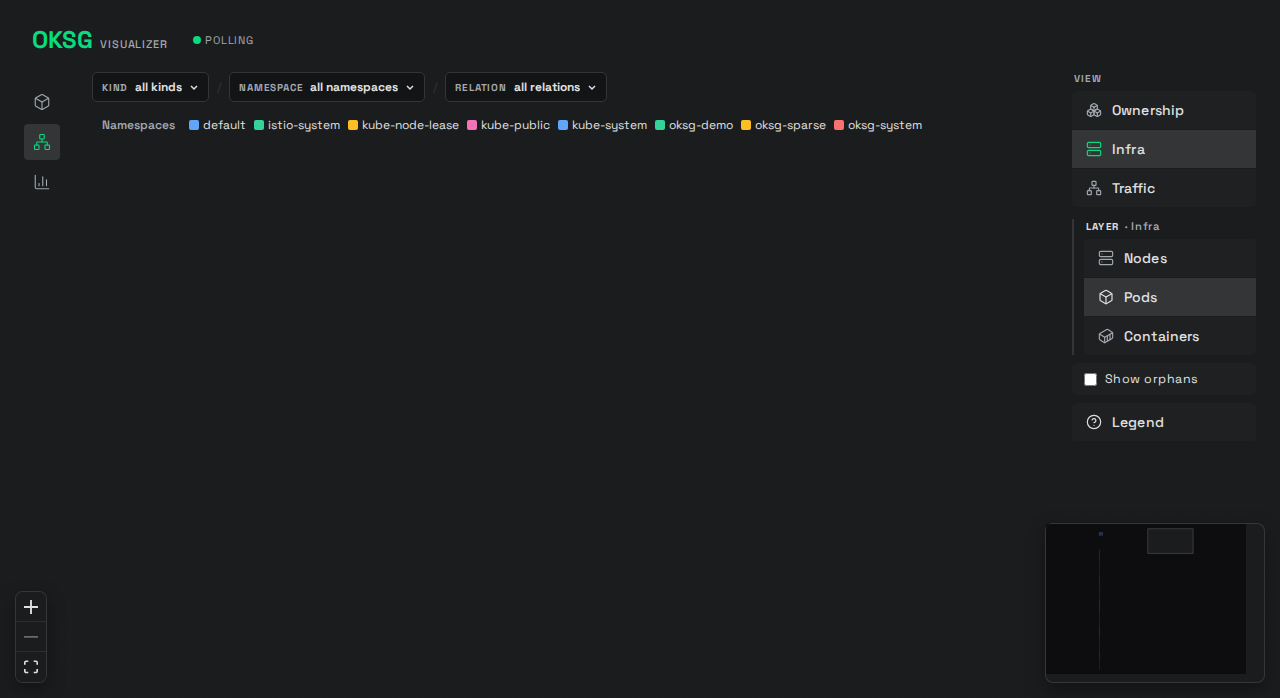 OKSG VISUALIZER POLLING
KIND all kinds / NAMESPACE all namespaces / RELATION all relations
Namespaces default istio-system kube-node-lease kube-public kube-system oksg-demo oksg-sparse oksg-system
VIEW
Ownership
Infra
Traffic
LAYER · Infra
Nodes
Pods
Containers
Show orphans
Legend